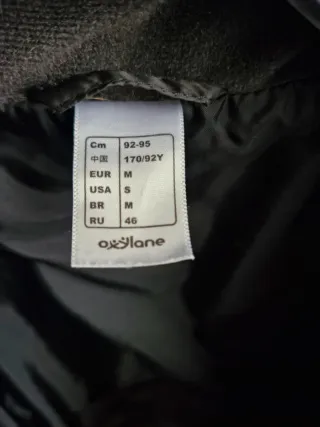 Cm 92-95
中国 170/92Y
EUR M
USA S
BR M
RU 46
oxylane